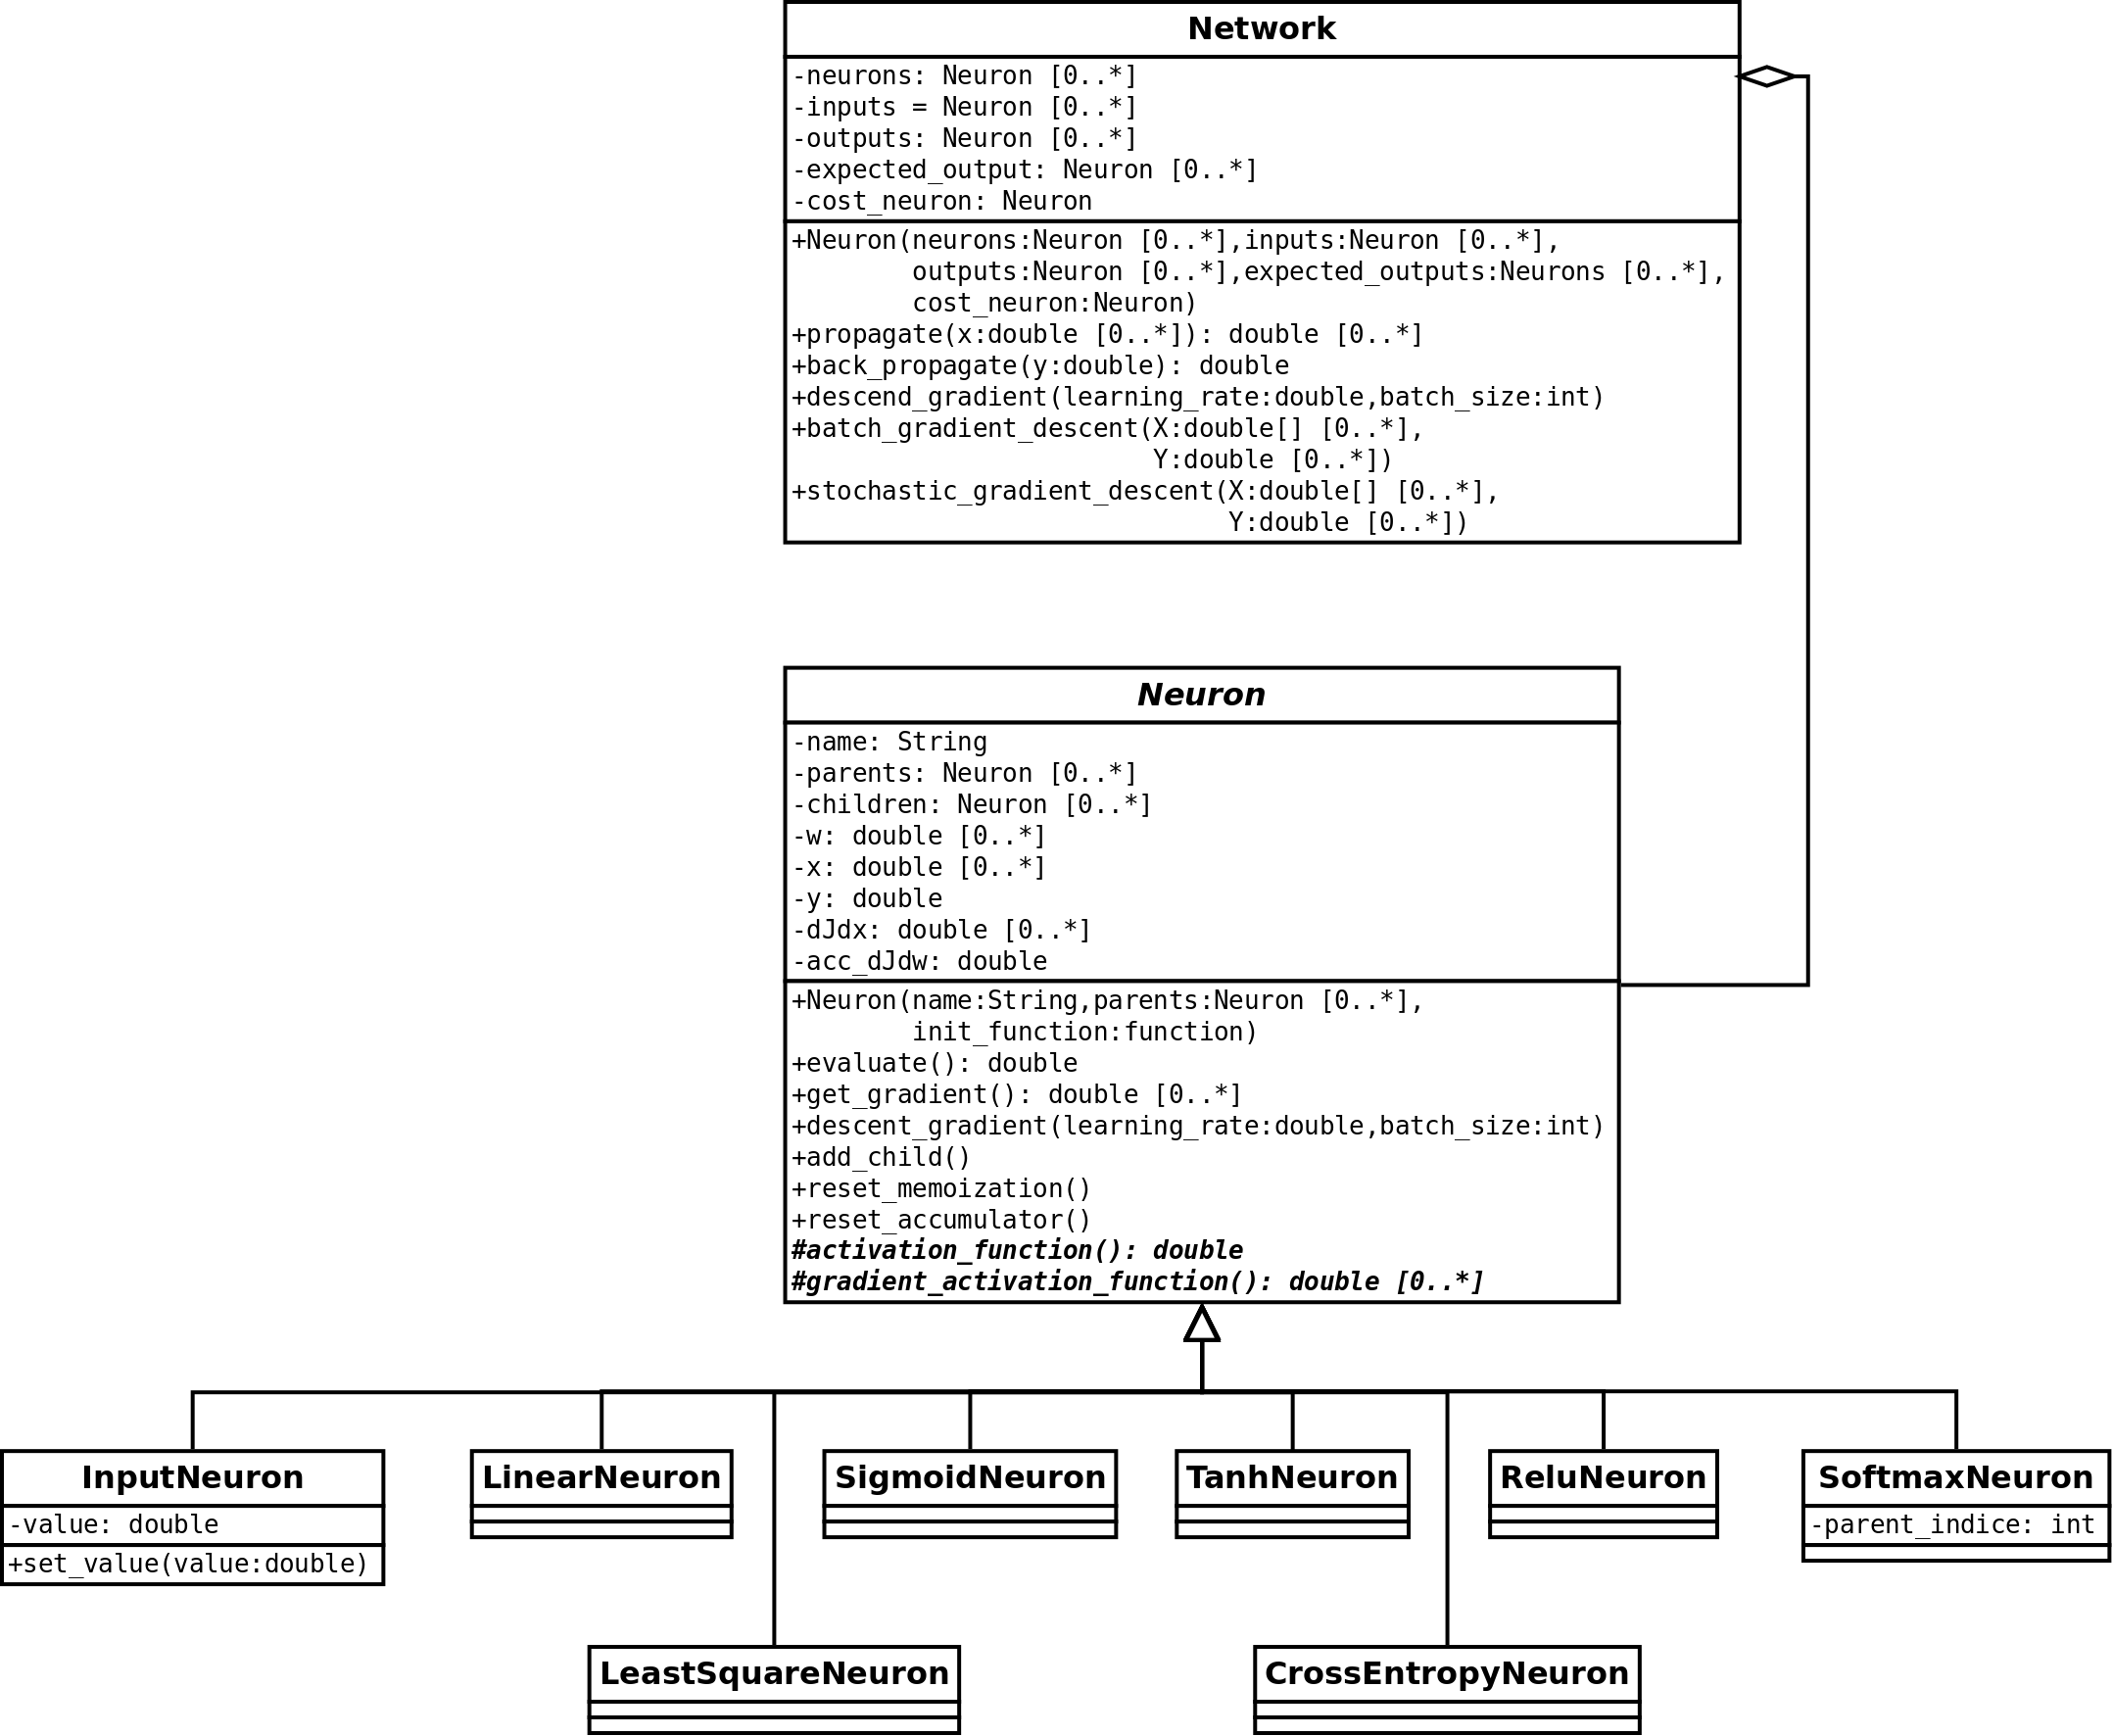 Network
-neurons: Neuron [0..*]
-inputs = Neuron [0..*]
-outputs: Neuron [0..*]
-expected_output: Neuron [0..*]
-cost_neuron: Neuron
+Neuron(neurons:Neuron [0..*],inputs:Neuron [0..*],
outputs:Neuron [0..*],expected_outputs:Neurons [0..*],
cost_neuron:Neuron)
+propagate(x:double [0..*]): double [0..*]
+back_propagate(y:double): double
+descend_gradient(learning_rate:double,batch_size:int)
+batch_gradient_descent(X:double[] [0..*],
Y:double [0..*])
+stochastic_gradient_descent(X:double[] [0..*],
Y:double [0..*])
Neuron
-name: String
-parents: Neuron [0..*]
-children: Neuron [0..*]
-w: double [0..*]
-x: double [0..*]
-y: double
-dJdx: double [0..*]
-acc_dJdw: double
+Neuron(name:String,parents:Neuron [0..*],
init_function:function)
+evaluate(): double
+get_gradient(): double [0..*]
+descent_gradient(learning_rate:double,batch_size:int)
+add_child()
+reset_memoization()
+reset_accumulator()
#activation_function(): double
#gradient_activation_function(): double [0..*]
InputNeuron
-value: double
+set_value(value:double)
LinearNeuron
SigmoidNeuron
TanhNeuron
ReluNeuron
SoftmaxNeuron
-parent_indice: int
LeastSquareNeuron
CrossEntropyNeuron